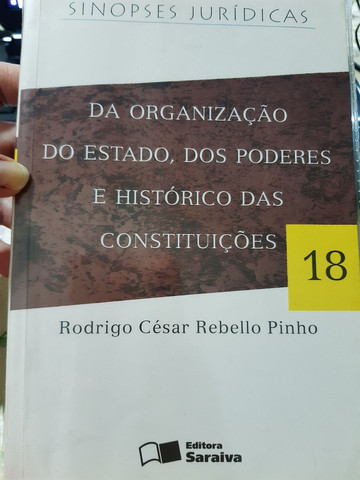 SINOPSES JURÍDICAS
DA ORGANIZAÇÃO
DO ESTADO, DOS PODERES
E HISTÓRICO DAS
CONSTITUIÇÕES
18
Rodrigo César Rebello Pinho
Editora
Saraiva